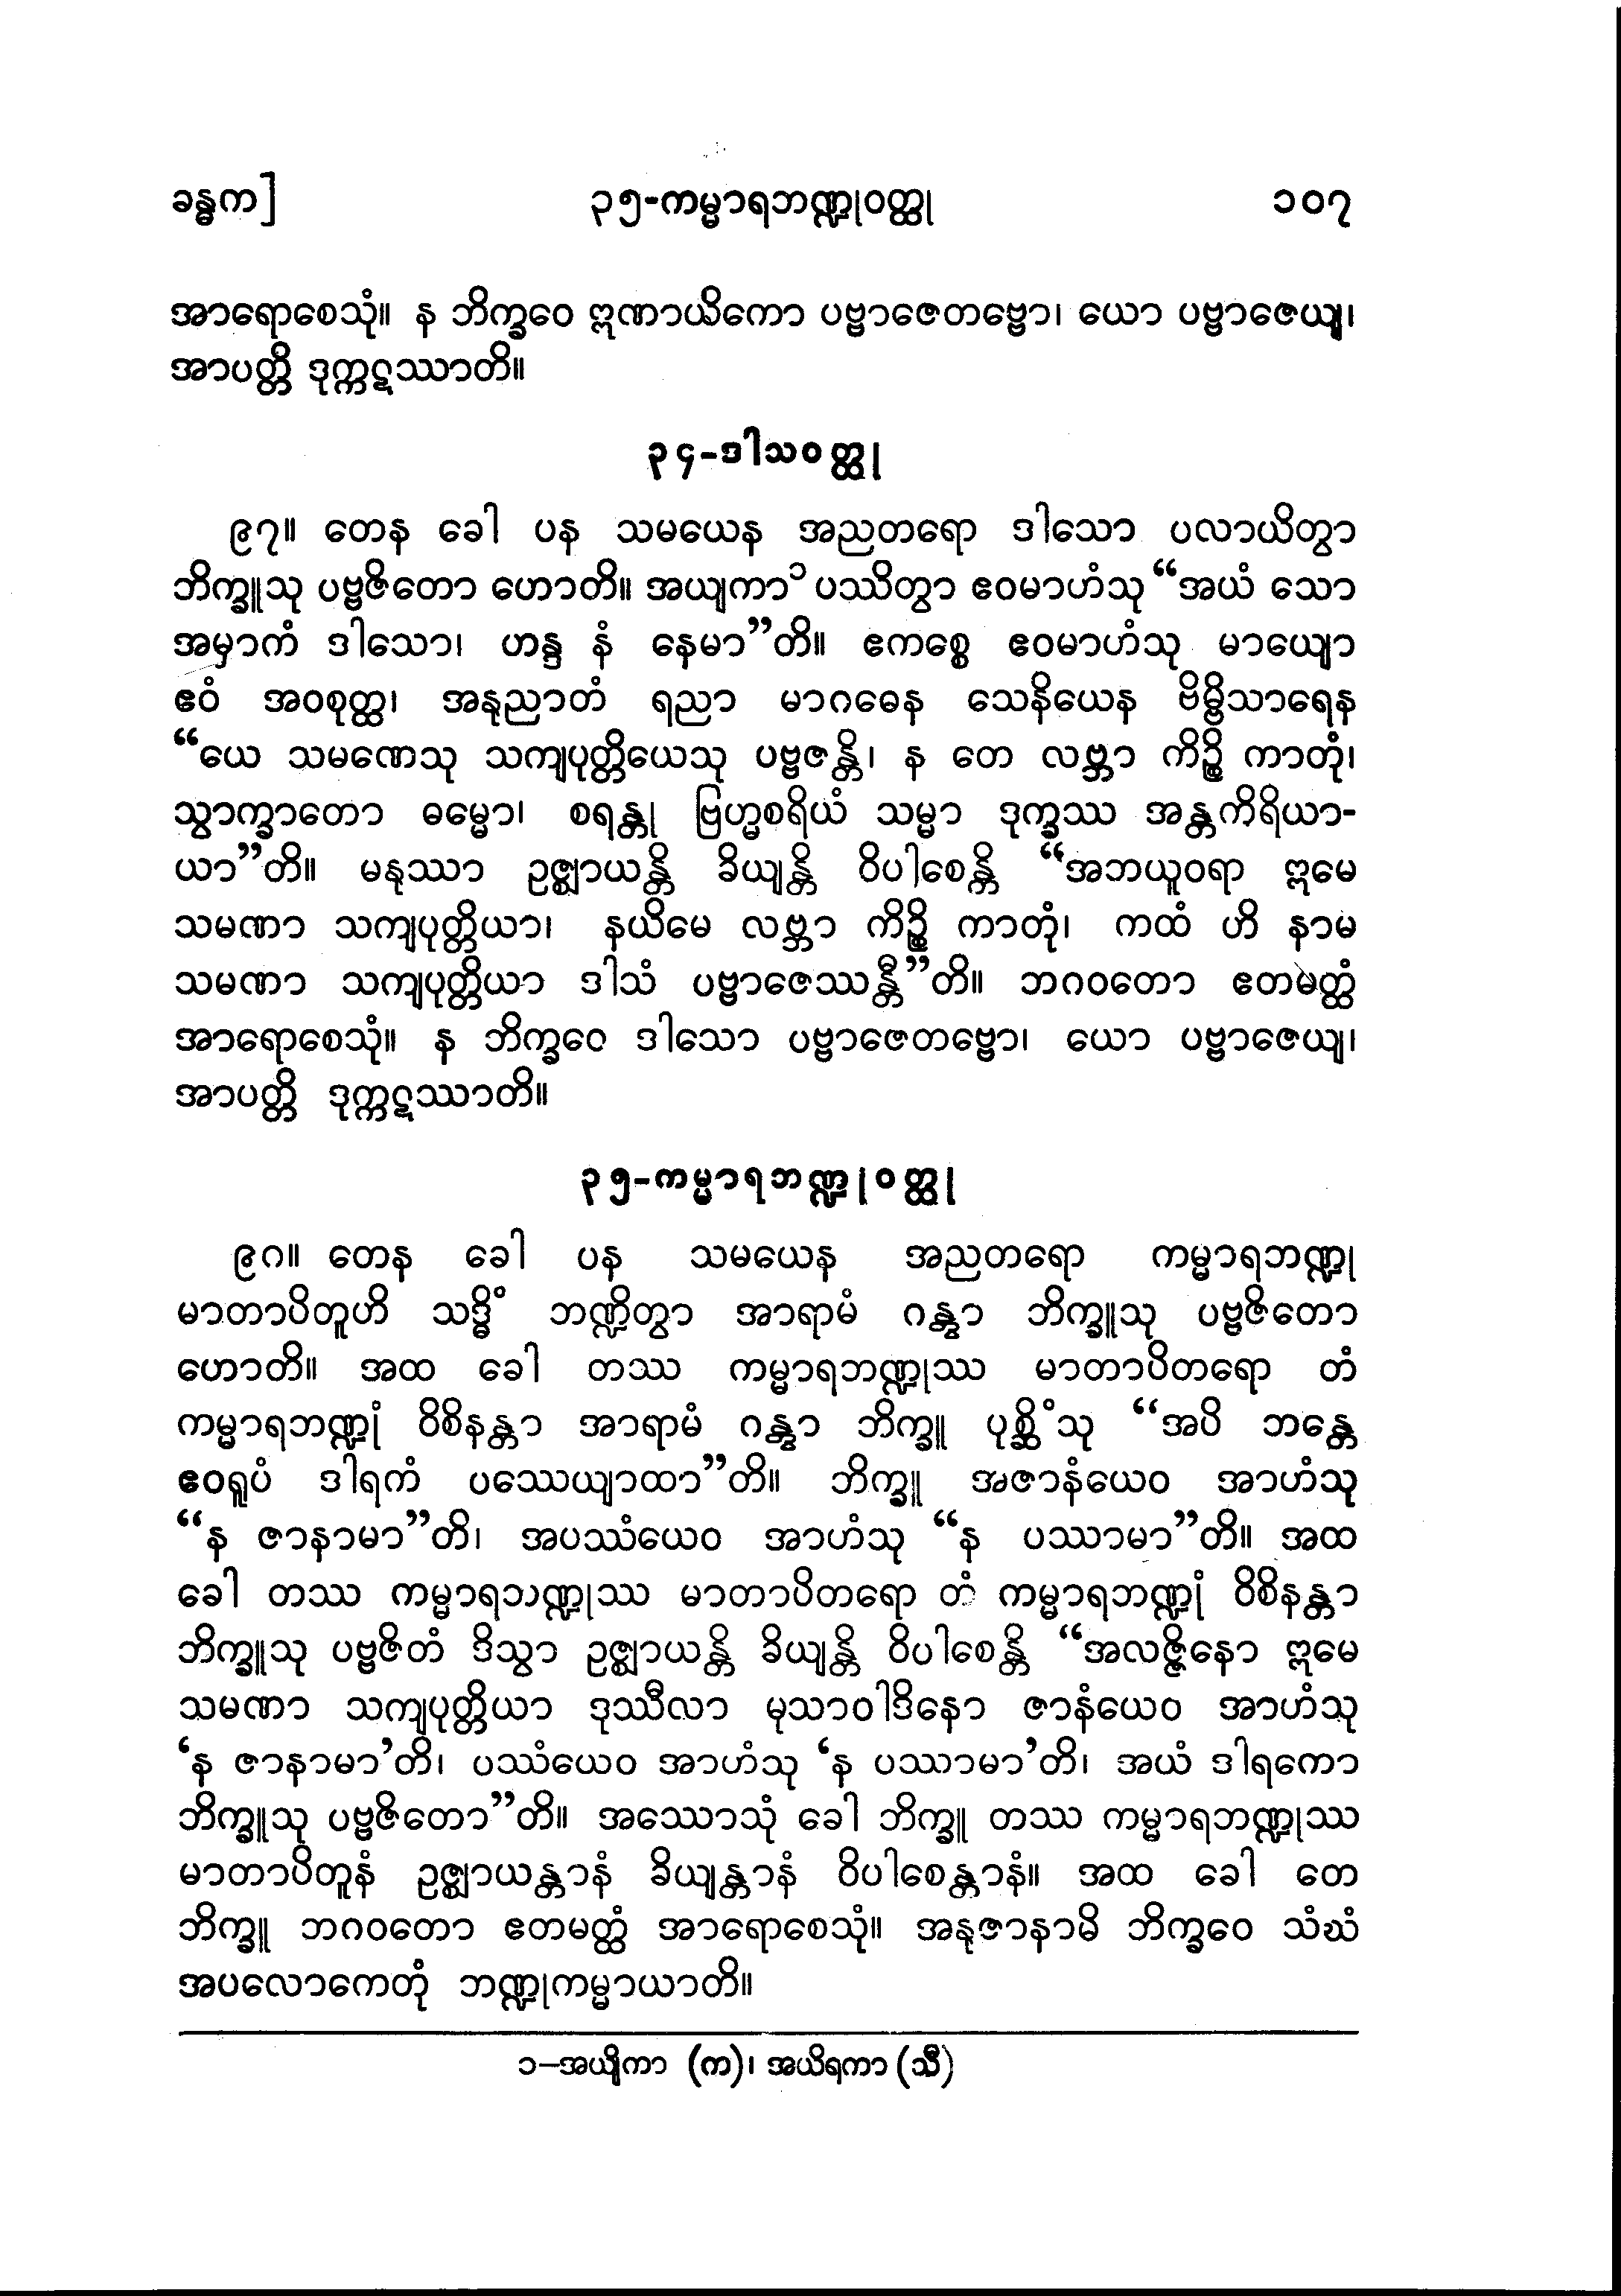 ခန္ဓက] ၃၅-ကမ္မာရဘဏ္ဍုဝတ္ထု ၁၀၇
အာရောစေသုံ။ န ဘိက္ခဝေ ဣဏာယိကော ပဗ္ဗာဇေတဗ္ဗော၊ ယော ပဗ္ဗာဇေယျ၊
အာပတ္တိ ဒုက္ကဋဿာတိ။
၃၄-ဒါသဝတ္ထု
၉၇။ တေန ခေါ ပန သမယေန အညတရော ဒါသော ပလာယိတွာ
ဘိက္ခူသု ပဗ္ဗဇိတော ဟောတိ။ အယျကာ၁ ပဿိတွာ ဧဝမာဟံသု “အယံ သော
အမှာကံ ဒါသော၊ ဟန္ဒ နံ နေမာ”တိ။ ဧကစ္စေ ဧဝမာဟံသု မာယျော
ဧဝံ အဝစုတ္ထ၊ အနုညာတံ ရညာ မာဂဓေန သေနိယေန ဗိမ္ဗိသာရေန
“ယေ သမဏေသု သကျပုတ္တိယေသု ပဗ္ဗဇန္တိ၊ န တေ လဗ္ဘာ ကိဉ္စိ ကာတုံ၊
သွာက္ခာတော ဓမ္မော၊ စရန္တု ဗြဟ္မစရိယံ သမ္မာ ဒုက္ခဿ အန္တကိရိယာ-
ယာ”တိ။ မနုဿာ ဥဇ္ဈာယန္တိ ခိယျန္တိ ဝိပါစေန္တိ “အဘယူဝရာ ဣမေ
သမဏာ သကျပုတ္တိယာ၊ နယိမေ လဗ္ဘာ ကိဉ္စိ ကာတုံ၊ ကထံ ဟိ နာမ
သမဏာ သကျပုတ္တိယာ ဒါသံ ပဗ္ဗာဇေဿန္တီ”တိ။ ဘဂဝတော ဧတမတ္ထံ
အာရောစေသုံ။ န ဘိက္ခဝေ ဒါသော ပဗ္ဗာဇေတဗ္ဗော၊ ယော ပဗ္ဗာဇေယျ၊
အာပတ္တိ ဒုက္ကဋဿာတိ။
၃၅-ကမ္မာရဘဏ္ဍုဝတ္ထု
၉ဂ။ တေန ခေါ ပန သမယေန အညတရော ကမ္မာရဘဏ္ဍု
မာတာပိတူဟိ သဒ္ဓိံ ဘဏ္ဍိတွာ အာရာမံ ဂန္တွာ ဘိက္ခူသု ပဗ္ဗဇိတော
ဟောတိ။ အထ ခေါ တဿ ကမ္မာရဘဏ္ဍုဿ မာတာပိတရော တံ
ကမ္မာရဘဏ္ဍုံ ဝိစိနန္တာ အာရာမံ ဂန္တွာ ဘိက္ခူ ပုစ္ဆိံသု “အပိ ဘန္တေ
ဧဝရူပံ ဒါရကံ ပဿေယျာထာ”တိ။ ဘိက္ခူ အဇာနံယေဝ အာဟံသု
“န ဇာနာမာ”တိ၊ အပဿံယေဝ အာဟံသု “န ပဿာမာ”တိ။ အထ
ခေါ တဿ ကမ္မာရဘဏ္ဍုဿ မာတာပိတရော တံ ကမ္မာရဘဏ္ဍုံ ဝိစိနန္တာ
ဘိက္ခူသု ပဗ္ဗဇိတံ ဒိသွာ ဥဇ္ဈာယန္တိ ခိယျန္တိ ဝိပါစေန္တိ “အလဇ္ဇိနော ဣမေ
သမဏာ သကျပုတ္တိယာ ဒုဿီလာ မုသာဝါဒိနော ဇာနံယေဝ အာဟံသု
‘န ဇာနာမာ’တိ၊ ပဿံယေဝ အာဟံသု ‘န ပဿာမာ’တိ၊ အယံ ဒါရကော
ဘိက္ခူသု ပဗ္ဗဇိတော”တိ။ အဿောသုံ ခေါ ဘိက္ခူ တဿ ကမ္မာရဘဏ္ဍုဿ
မာတာပိတူနံ ဥဇ္ဈာယန္တာနံ ခိယျန္တာနံ ဝိပါစေန္တာနံ။ အထ ခေါ တေ
ဘိက္ခူ ဘဂဝတော ဧတမတ္ထံ အာရောစေသုံ။ အနုဇာနာမိ ဘိက္ခဝေ သံဃံ
အပလောကေတုံ ဘဏ္ဍုကမ္မာယာတိ။
၁–အယျိကာ (က)၊ အယိရကာ (သီ)